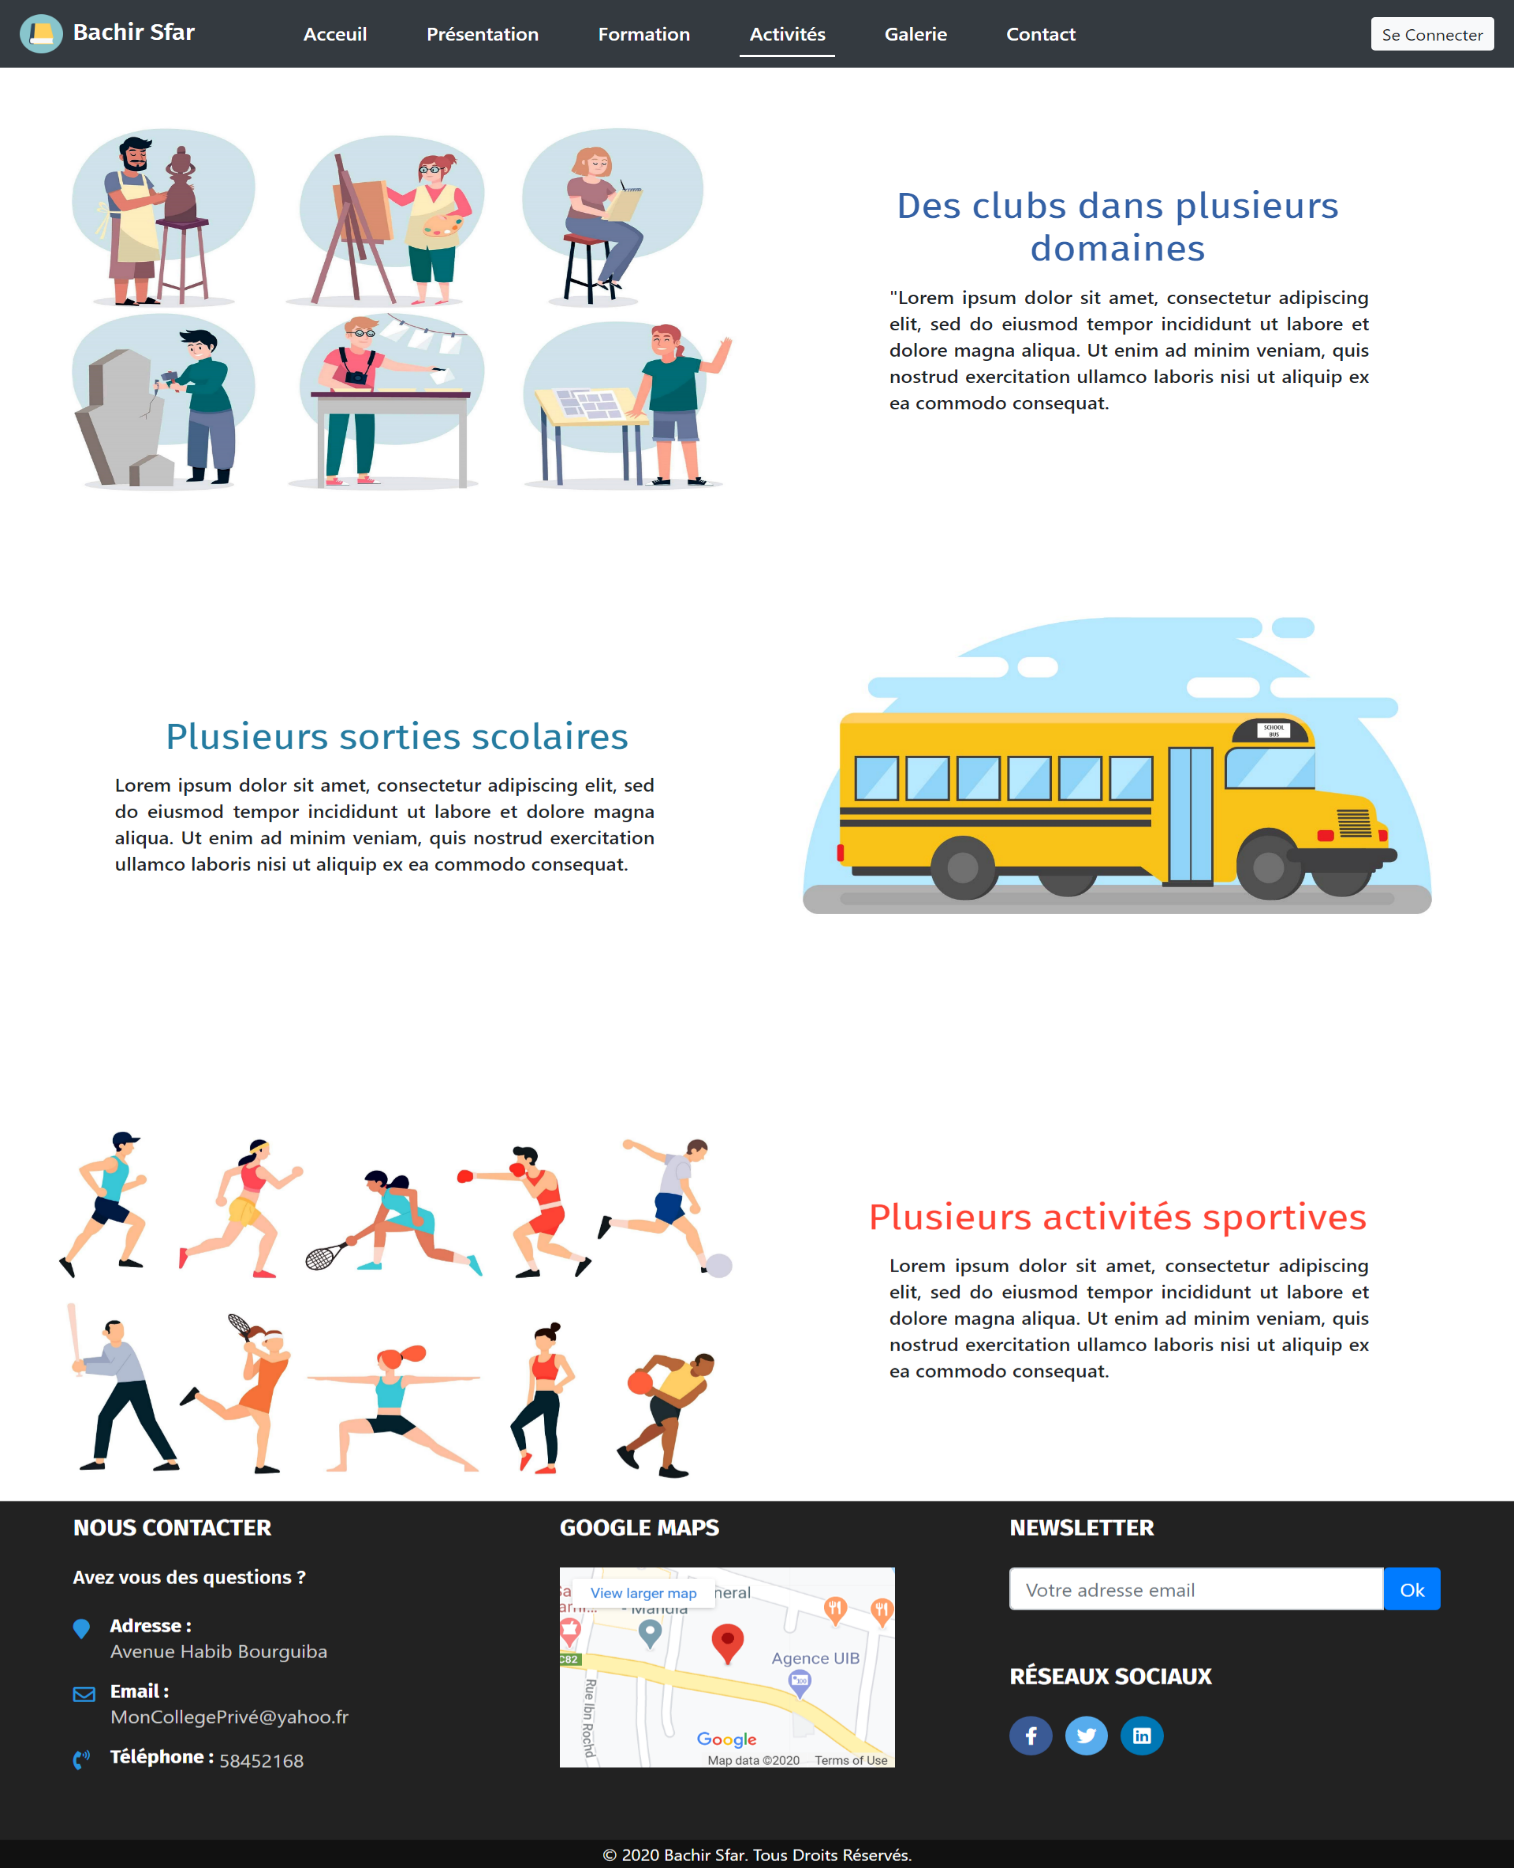 Bachir Sfar
Acceuil
Présentation
Formation
Activités
Galerie
Contact
Se Connecter
Des clubs dans plusieurs
domaines
"Lorem ipsum dolor sit amet, consectetur adipiscing
elit, sed do eiusmod tempor incididunt ut labore et
dolore magna aliqua. Ut enim ad minim veniam, quis
nostrud exercitation ullamco laboris nisi ut aliquip ex
ea commodo consequat.
SCHOOL
BUS
Plusieurs sorties scolaires
Lorem ipsum dolor sit amet, consectetur adipiscing elit, sed
do eiusmod tempor incididunt ut labore et dolore magna
aliqua. Ut enim ad minim veniam, quis nostrud exercitation
ullamco laboris nisi ut aliquip ex ea commodo consequat.
Plusieurs activités sportives
Lorem ipsum dolor sit amet, consectetur adipiscing
elit, sed do eiusmod tempor incididunt ut labore et
dolore magna aliqua. Ut enim ad minim veniam, quis
nostrud exercitation ullamco laboris nisi ut aliquip ex
ea commodo consequat.
NOUS CONTACTER
Avez vous des questions ?
Adresse :
Avenue Habib Bourguiba
Email :
MonCollegePrivé@yahoo.fr
Téléphone : 58452168
GOOGLE MAPS
View larger map
neral
Agence UIB
C82
Rue Ibn Rochd
Google
Map data ©2020 Terms of Use
NEWSLETTER
Votre adresse email
Ok
RÉSEAUX SOCIAUX
© 2020 Bachir Sfar. Tous Droits Réservés.